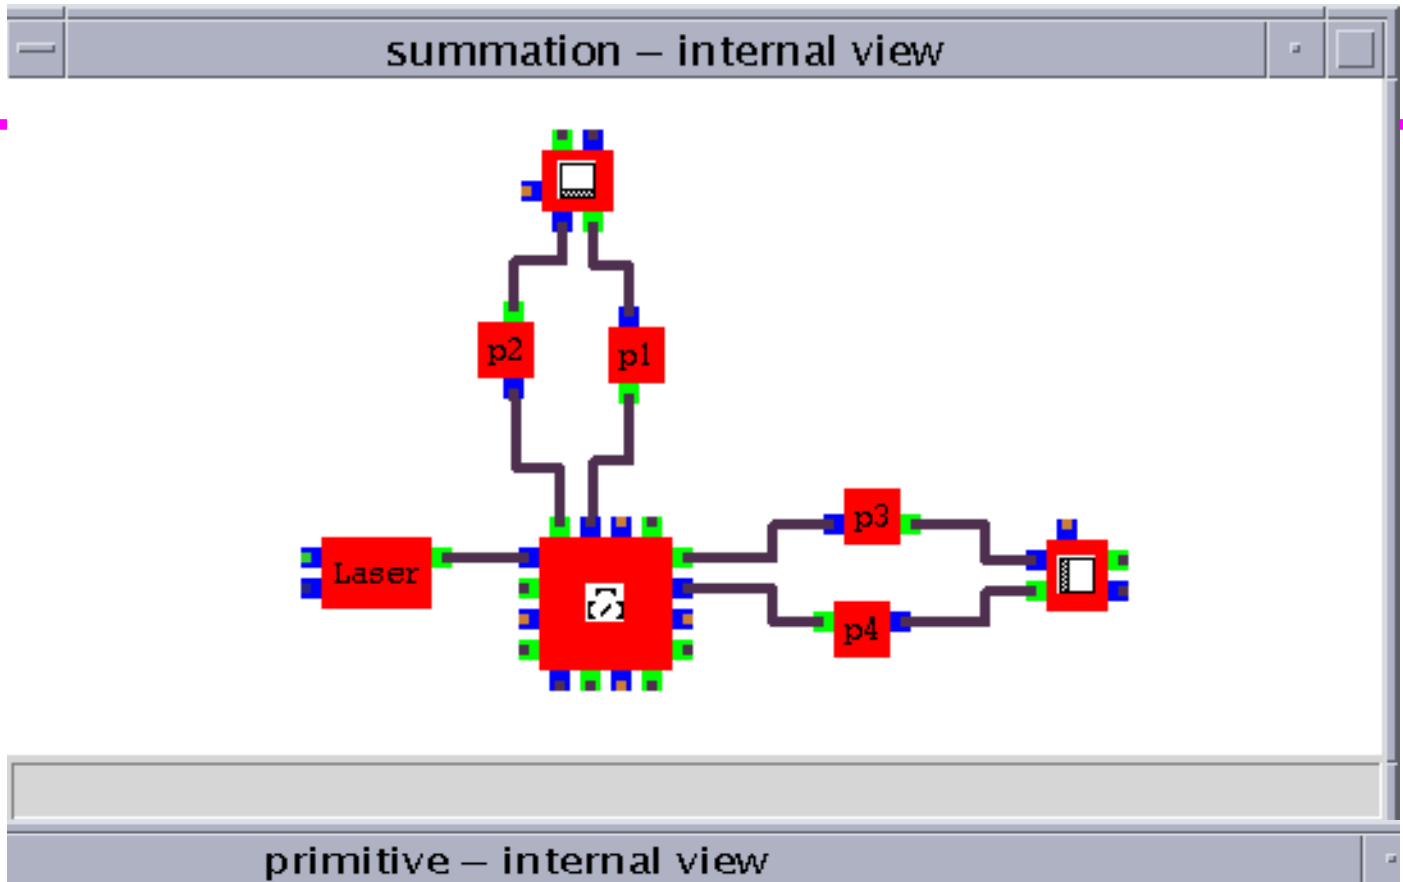 summation – internal view
p2
p1
p3
Laser
p4
primitive – internal view